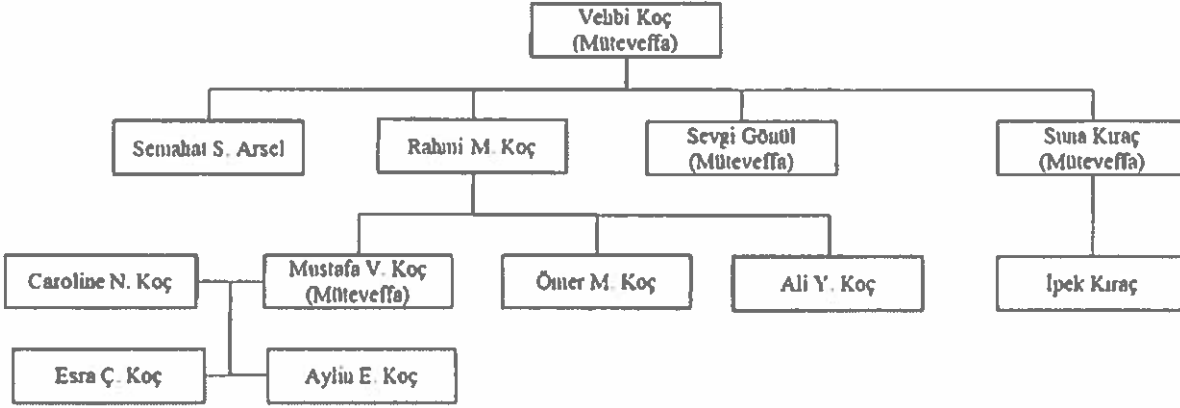 Vehbi Koç
(Müteveffa)
Semahat S. Arsel
Rahmi M. Koç
Sevgi Gönül
(Müteveffa)
Suna Kıraç
(Müteveffa)
Caroline N. Koç
Mustafa V. Koç
(Müteveffa)
Ömer M. Koç
Ali Y. Koç
İpek Kıraç
Esra Ç. Koç
Aylin E. Koç